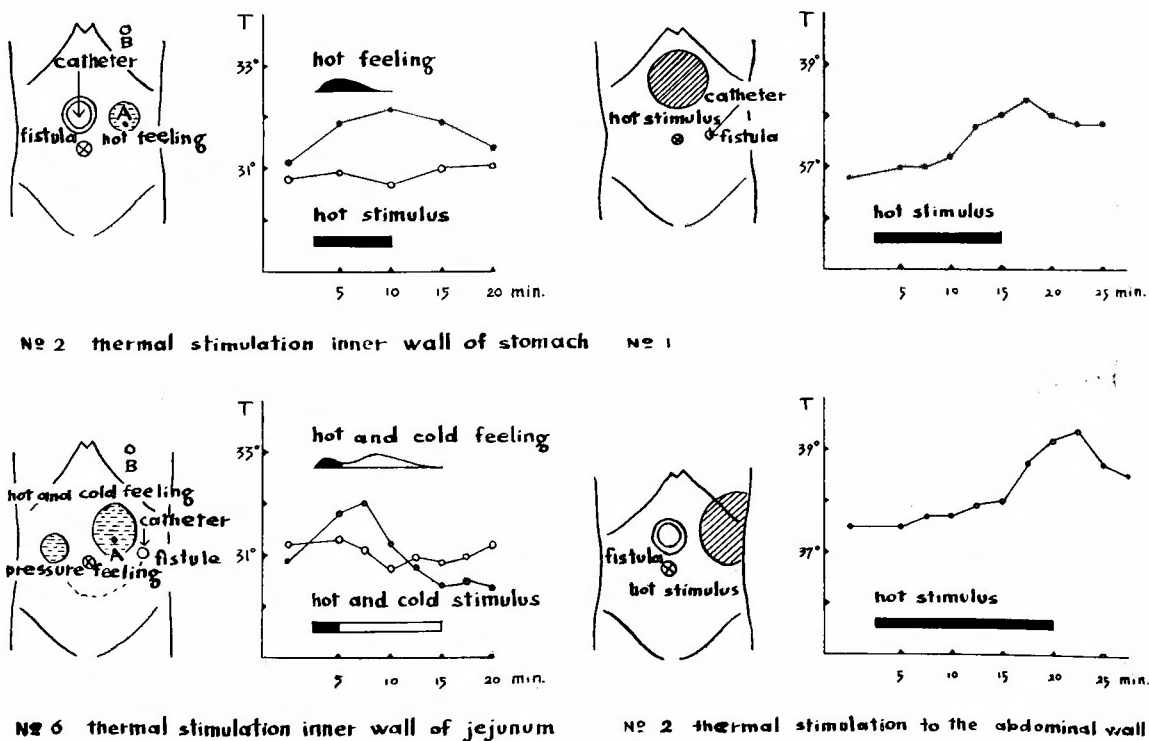 B
catheter
A
fistula
hot feeling
T
33°
31°
hot feeling
hot stimulus
5 10 15 20 min.
catheter
hot stimulus
fistula
T
39°
37°
hot stimulus
5 10 15 20 25 min.
№ 2 thermal stimulation inner wall of stomach
№ 1
B
hot and cold feeling
catheter
A
fistule
pressure feeling
T
33°
31°
hot and cold feeling
hot and cold stimulus
5 10 15 20 min.
fistula
hot stimulus
T
39°
37°
hot stimulus
5 10 15 20 25 min.
№ 6 thermal stimulation inner wall of jejunum
№ 2 thermal stimulation to the abdominal wall